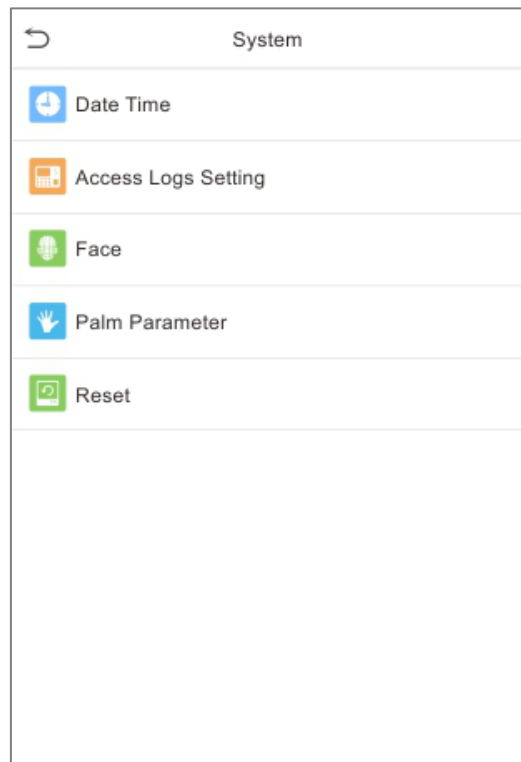 System
Date Time
Access Logs Setting
Face
Palm Parameter
Reset